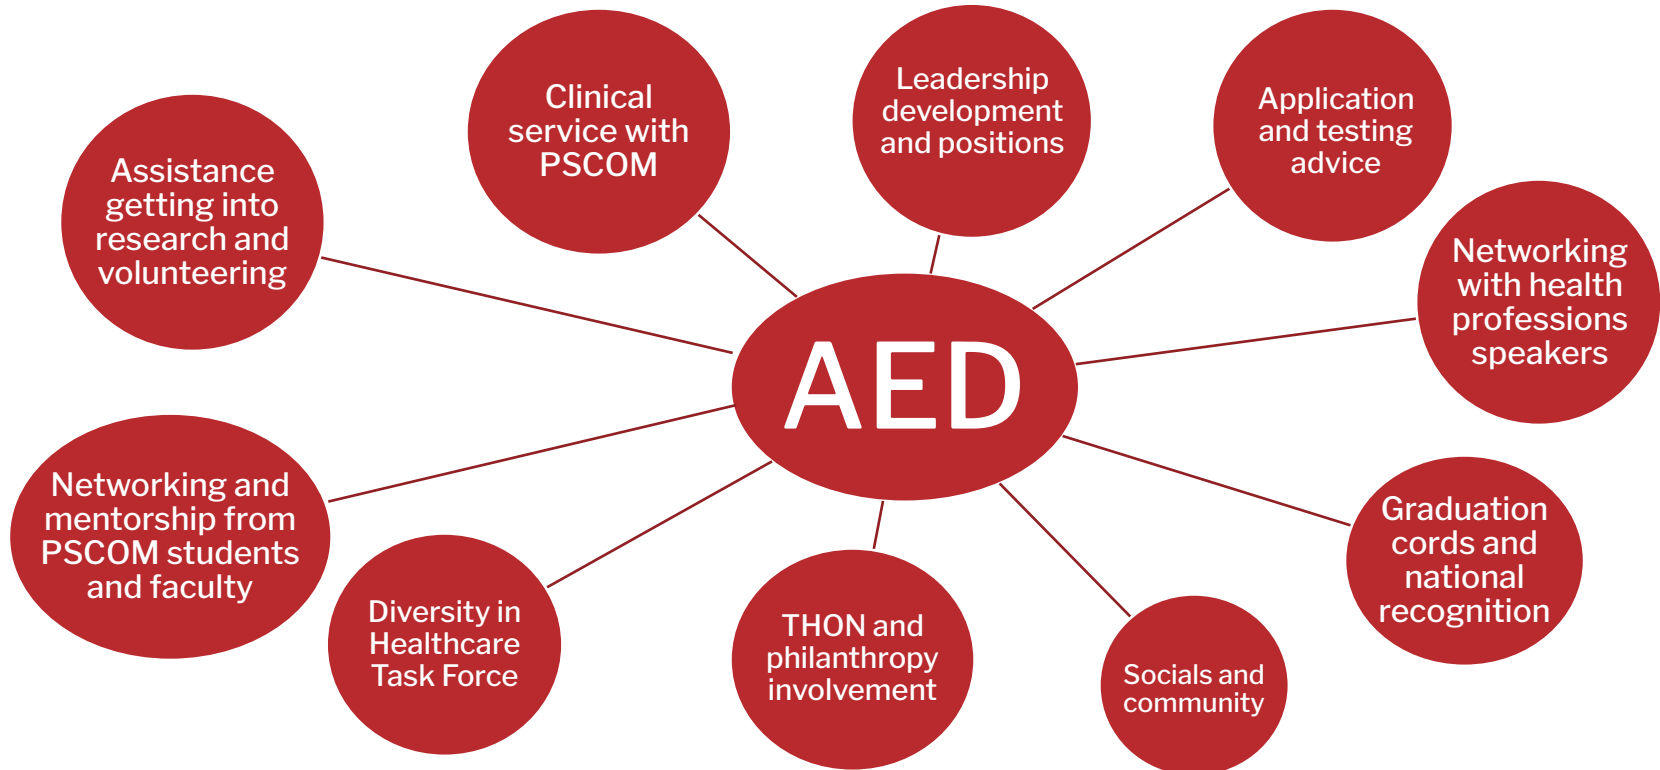 Clinical
service with
PSCOM
Leadership
development
and positions
Application
and testing
advice
Assistance
getting into
research and
volunteering
Networking
with health
professions
speakers
AED
Networking and
mentorship from
PSCOM students
and faculty
Graduation
cords and
national
recognition
Diversity in
Healthcare
Task Force
THON and
philanthropy
involvement
Socials and
community